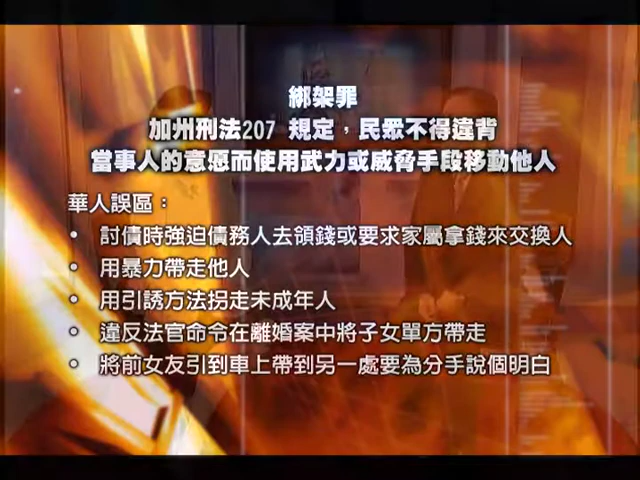 綁架罪
加州刑法207 規定，民眾不得違背
當事人的意愿而使用武力或威脅手段移動他人
華人誤區：
• 討債時強迫債務人去領錢或要求家屬拿錢來交換人
• 用暴力帶走他人
• 用引誘方法拐走未成年人
• 違反法官命令在離婚案中將子女單方帶走
• 將前女友引到車上帶到另一處要為分手說個明白